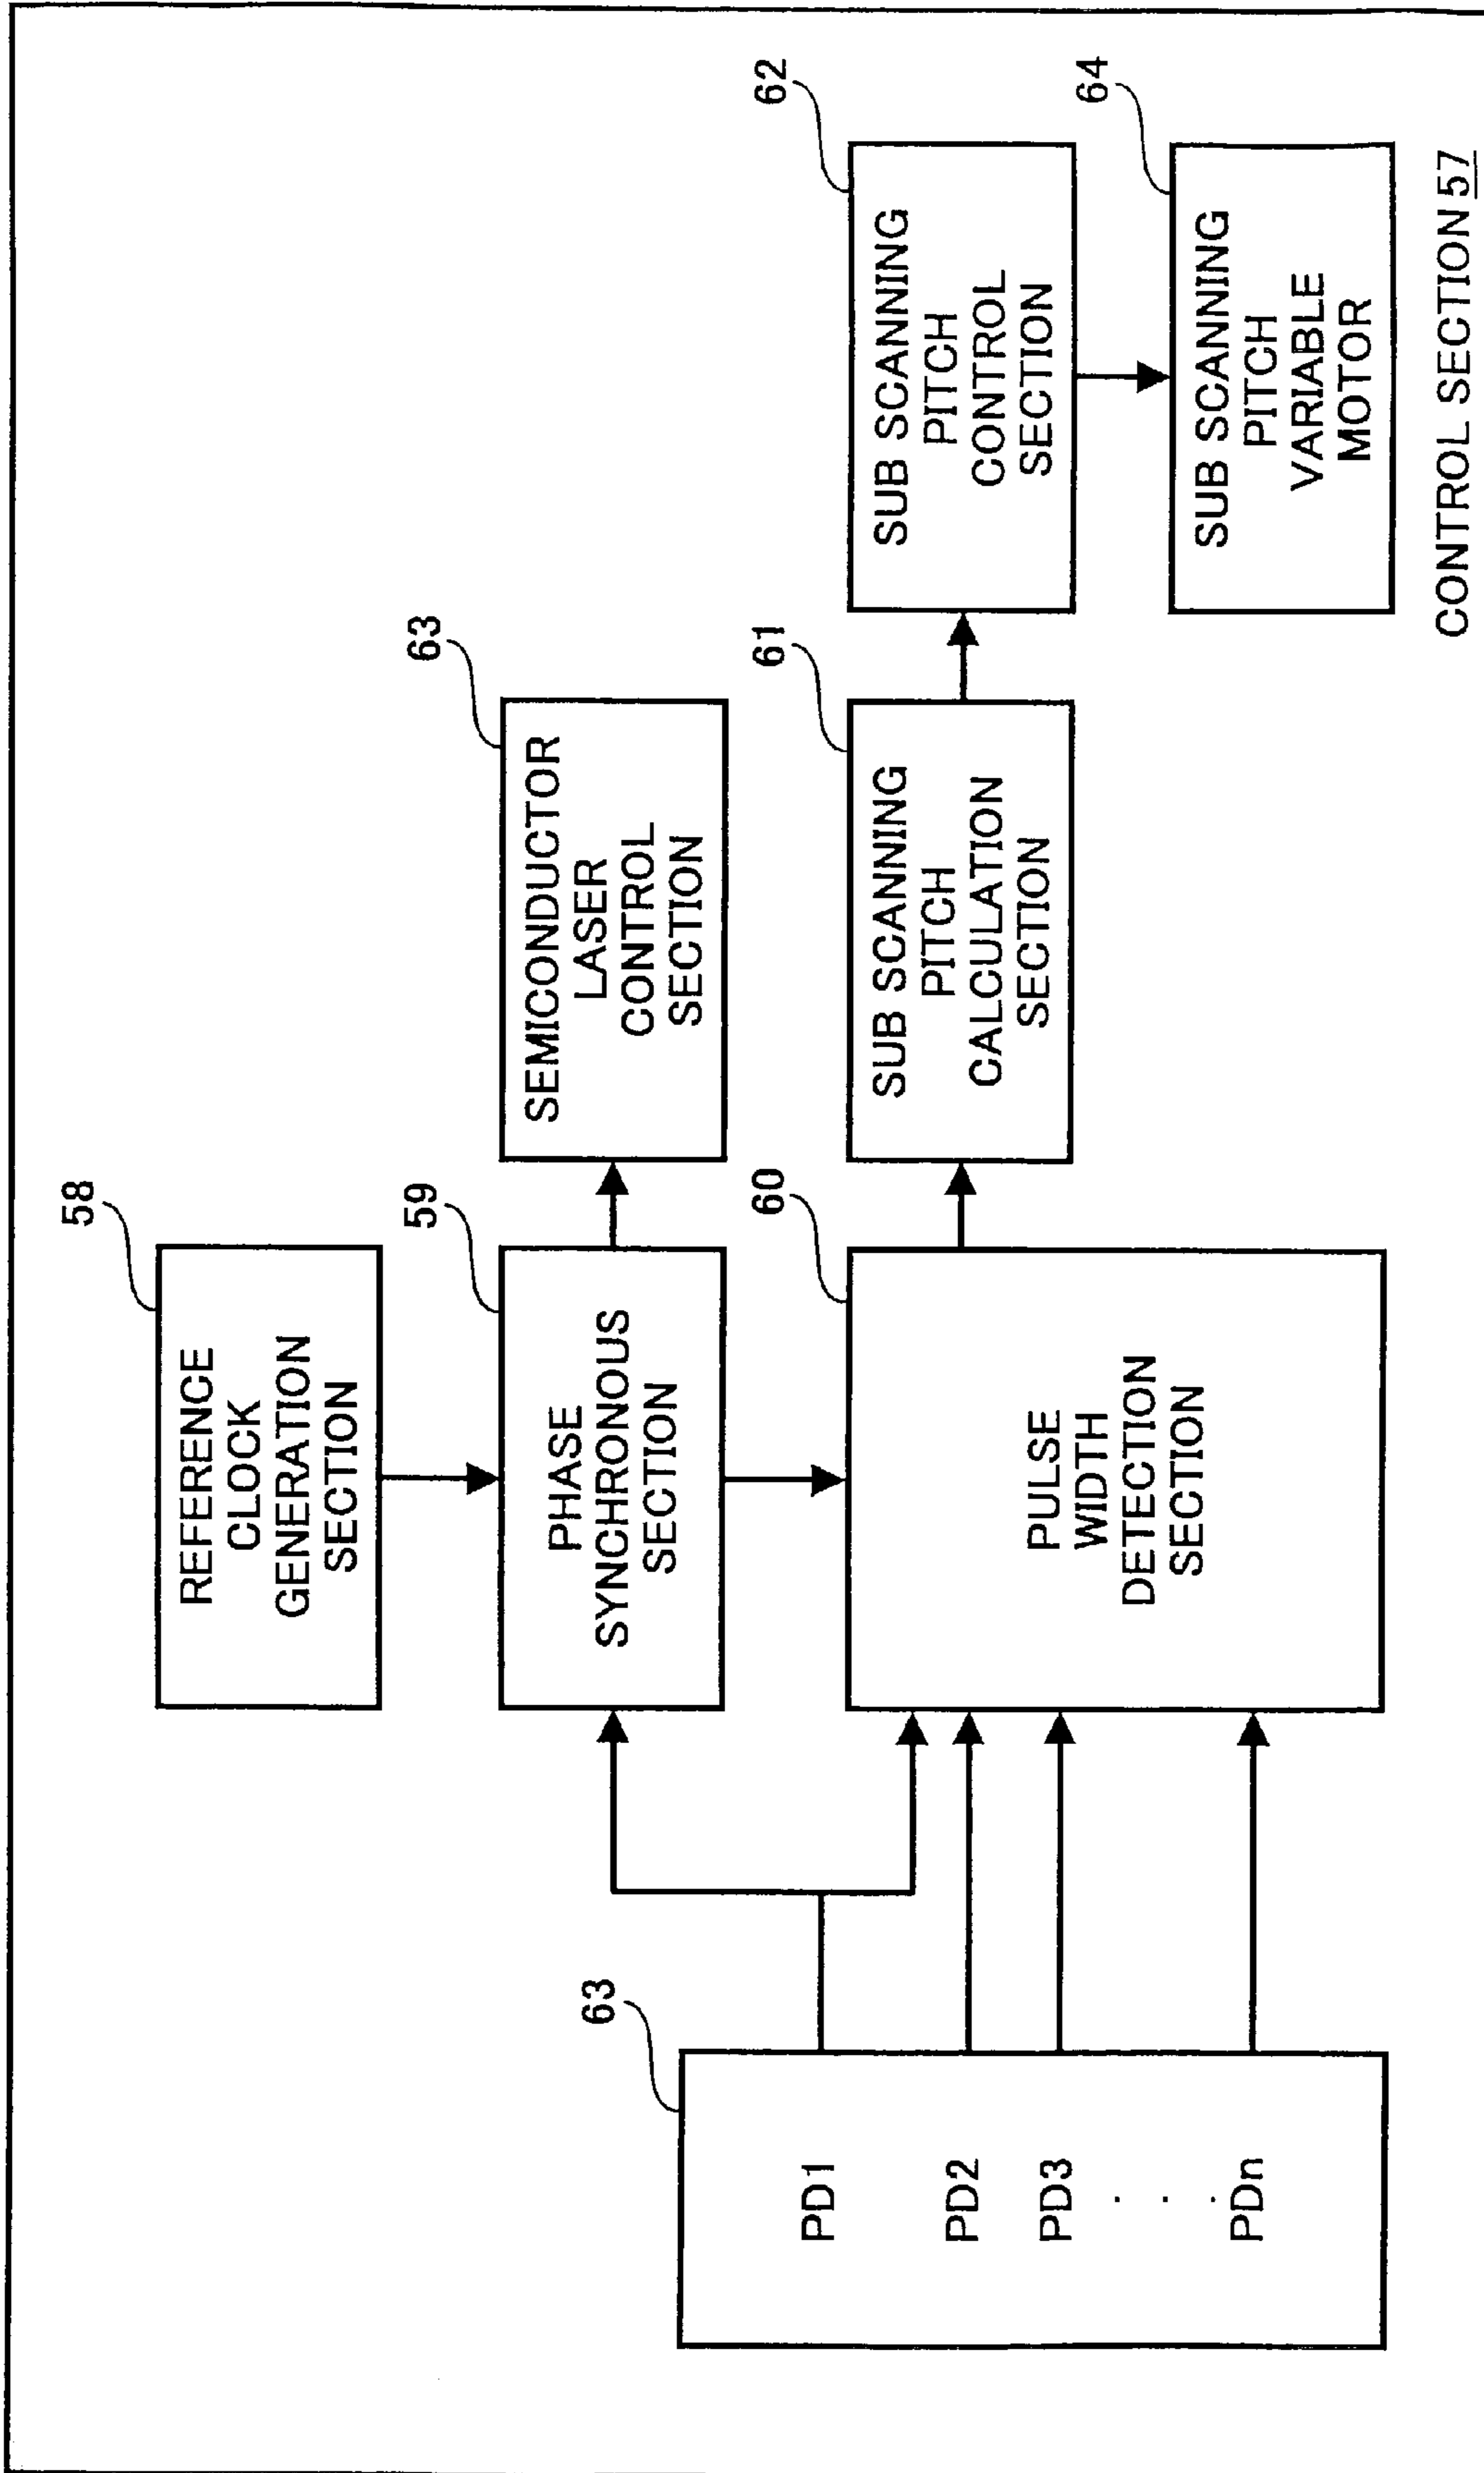 58
REFERENCE
CLOCK
GENERATION
SECTION
59
PHASE
SYNCHRONOUS
SECTION
63
SEMICONDUCTOR
LASER
CONTROL
SECTION
63
PD1
PD2
PD3
. . .
PDn
60
PULSE
WIDTH
DETECTION
SECTION
61
SUB SCANNING
PITCH
CALCULATION
SECTION
62
SUB SCANNING
PITCH
CONTROL
SECTION
64
SUB SCANNING
PITCH
VARIABLE
MOTOR
CONTROL SECTION 57